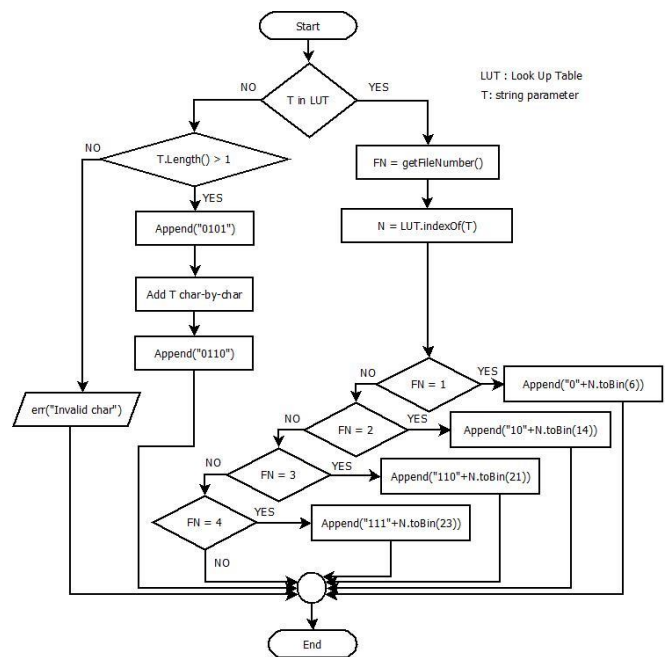 Start
T in LUT
NO
YES
LUT : Look Up Table
T: string parameter
T.Length() > 1
NO
YES
FN = getFileNumber()
Append("0101")
N = LUT.indexOf(T)
Add T char-by-char
Append("0110")
FN = 1
NO
YES
Append("0"+N.toBin(6))
err("Invalid char")
FN = 2
NO
YES
Append("10"+N.toBin(14))
FN = 3
NO
YES
Append("110"+N.toBin(21))
FN = 4
YES
Append("111"+N.toBin(23))
NO
End